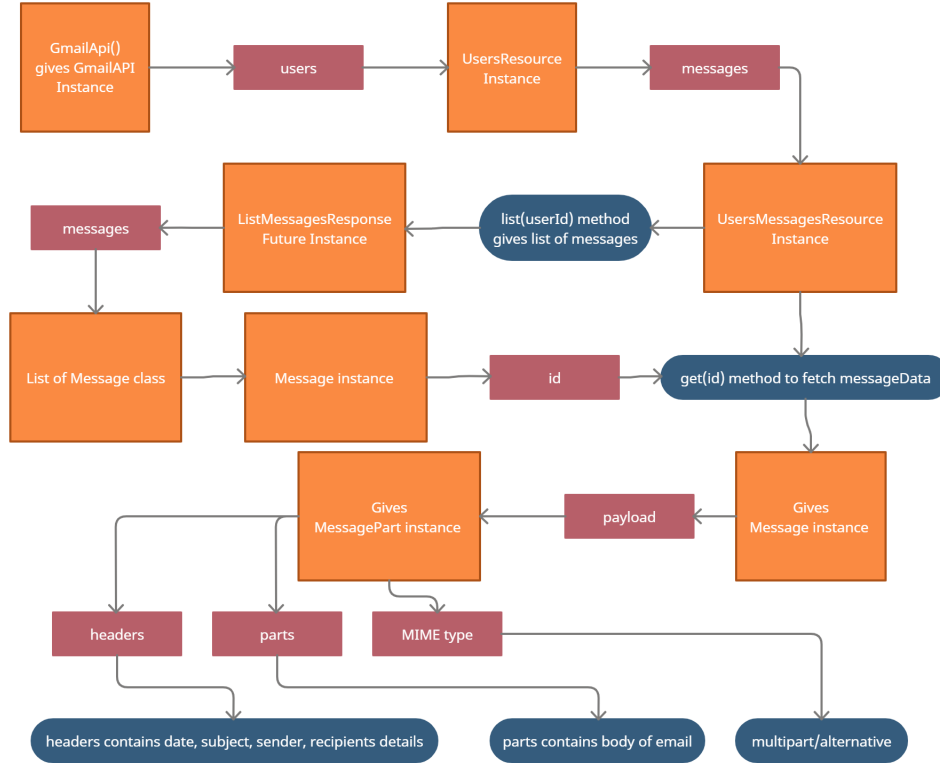 GmailApi()
gives GmailAPI
Instance
users
UsersResource
Instance
messages
messages
ListMessagesResponse
Future Instance
list(userId) method
gives list of messages
UsersMessagesResource
Instance
List of Message class
Message instance
id
get(id) method to fetch messageData
Gives
MessagePart instance
payload
Gives
Message instance
headers
parts
MIME type
headers contains date, subject, sender, recipients details
parts contains body of email
multipart/alternative